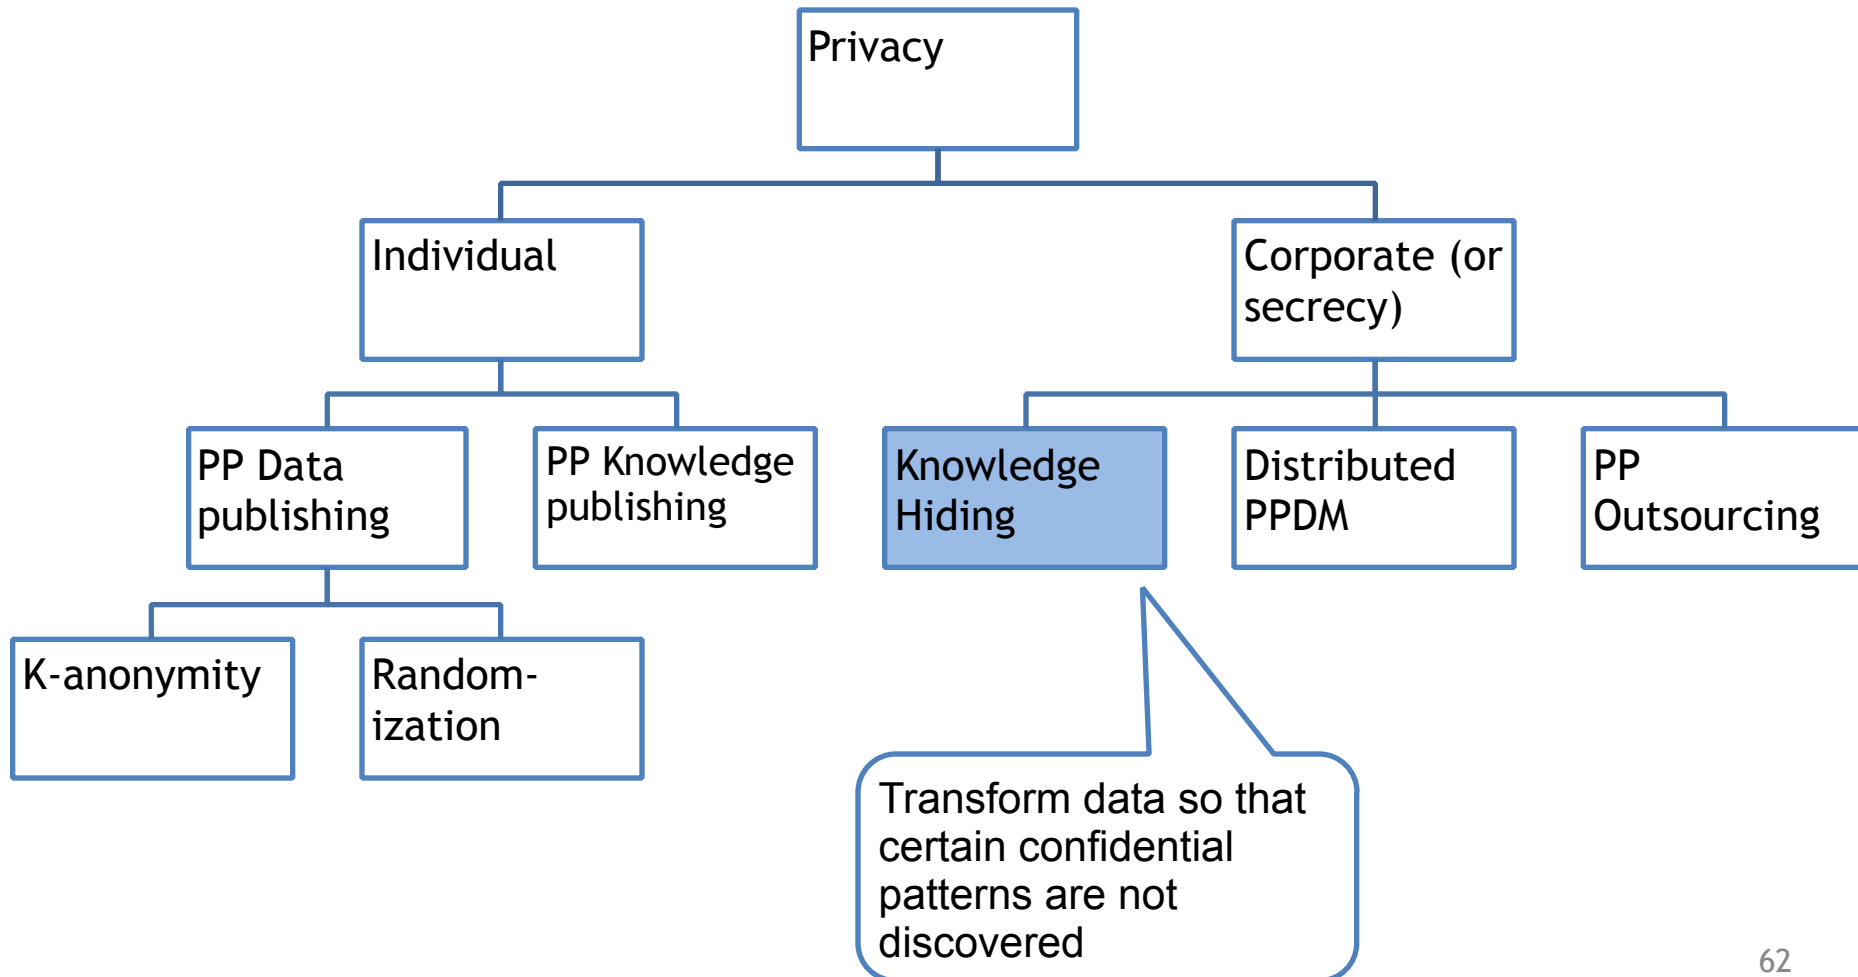 Privacy
Individual
Corporate (or
secrecy)
PP Data
publishing
PP Knowledge
publishing
Knowledge
Hiding
Distributed
PPDM
PP
Outsourcing
K-anonymity
Random-
ization
Transform data so that
certain confidential
patterns are not
discovered
62